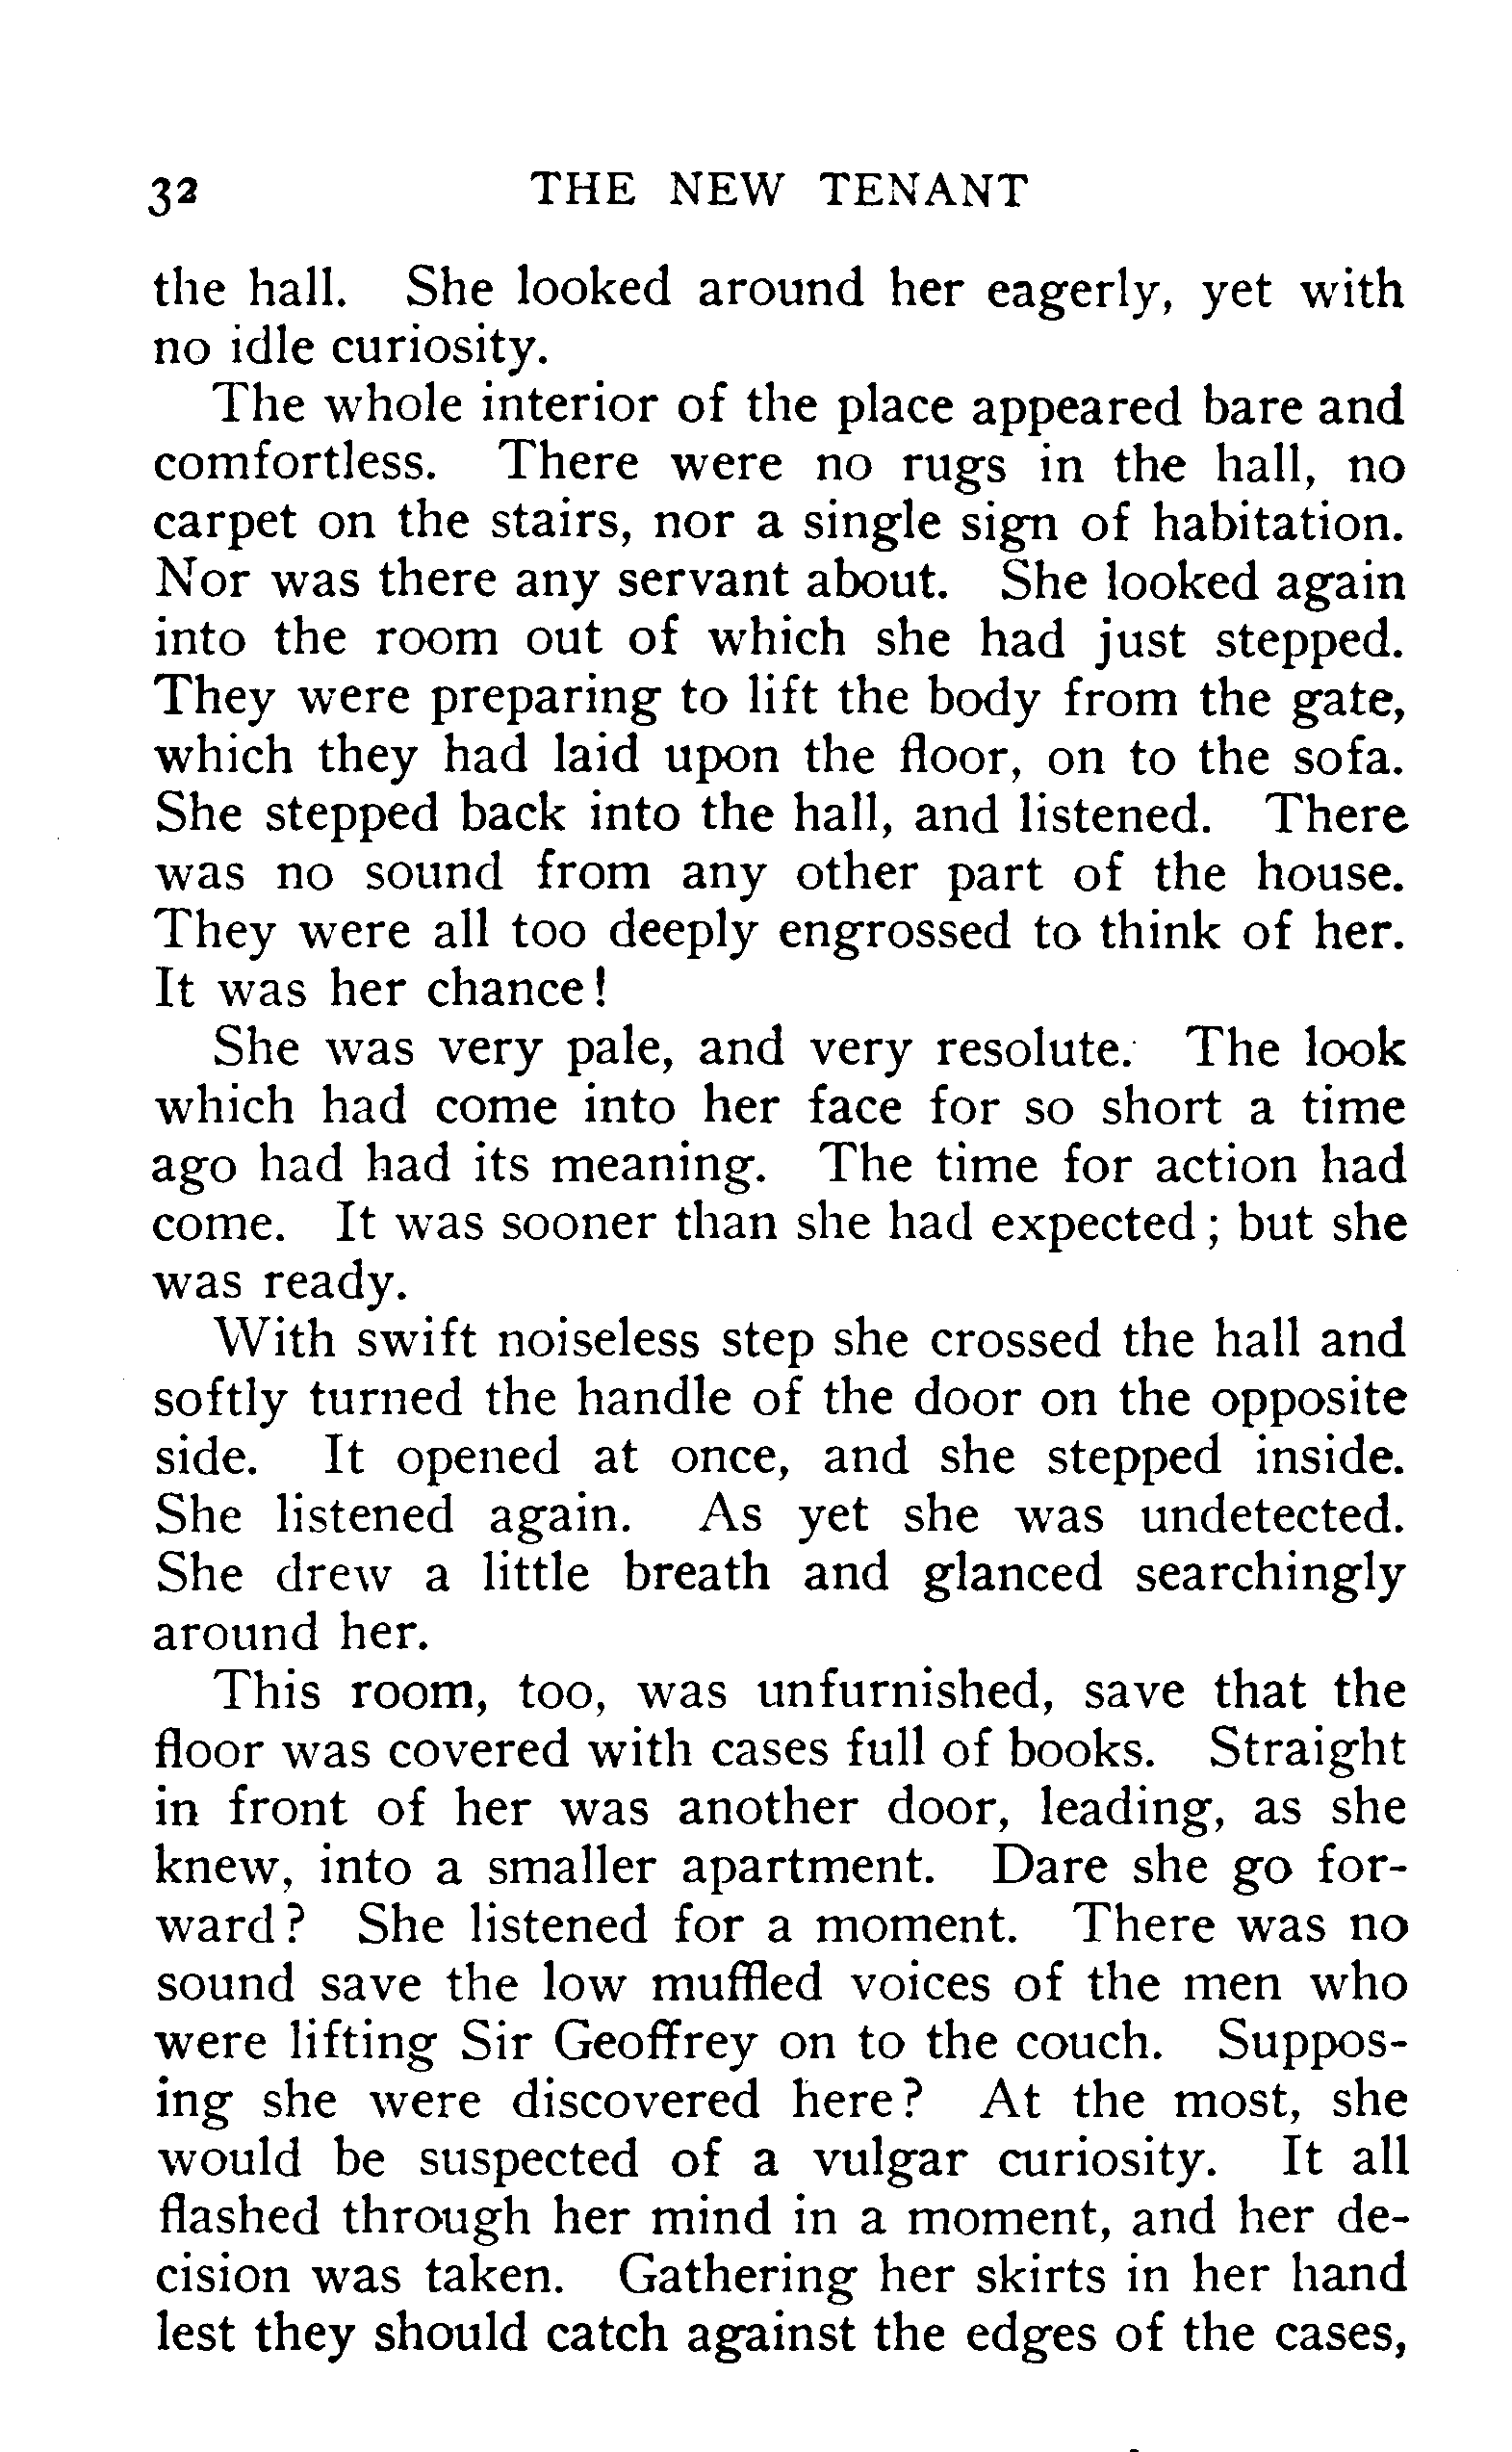 32 THE NEW TENANT
the hall. She looked around her eagerly, yet with
no idle curiosity.
The whole interior of the place appeared bare and
comfortless. There were no rugs in the hall, no
carpet on the stairs, nor a single sign of habitation.
Nor was there any servant about. She looked again
into the room out of which she had just stepped.
They were preparing to lift the body from the gate,
which they had laid upon the floor, on to the sofa.
She stepped back into the hall, and listened. There
was no sound from any other part of the house.
They were all too deeply engrossed to think of her.
It was her chance!
She was very pale, and very resolute. The look
which had come into her face for so short a time
ago had had its meaning. The time for action had
come. It was sooner than she had expected; but she
was ready.
With swift noiseless step she crossed the hall and
softly turned the handle of the door on the opposite
side. It opened at once, and she stepped inside.
She listened again. As yet she was undetected.
She drew a little breath and glanced searchingly
around her.
This room, too, was unfurnished, save that the
floor was covered with cases full of books. Straight
in front of her was another door, leading, as she
knew, into a smaller apartment. Dare she go for-
ward? She listened for a moment. There was no
sound save the low muffled voices of the men who
were lifting Sir Geoffrey on to the couch. Suppos-
ing she were discovered here? At the most, she
would be suspected of a vulgar curiosity. It all
flashed through her mind in a moment, and her de-
cision was taken. Gathering her skirts in her hand
lest they should catch against the edges of the cases,